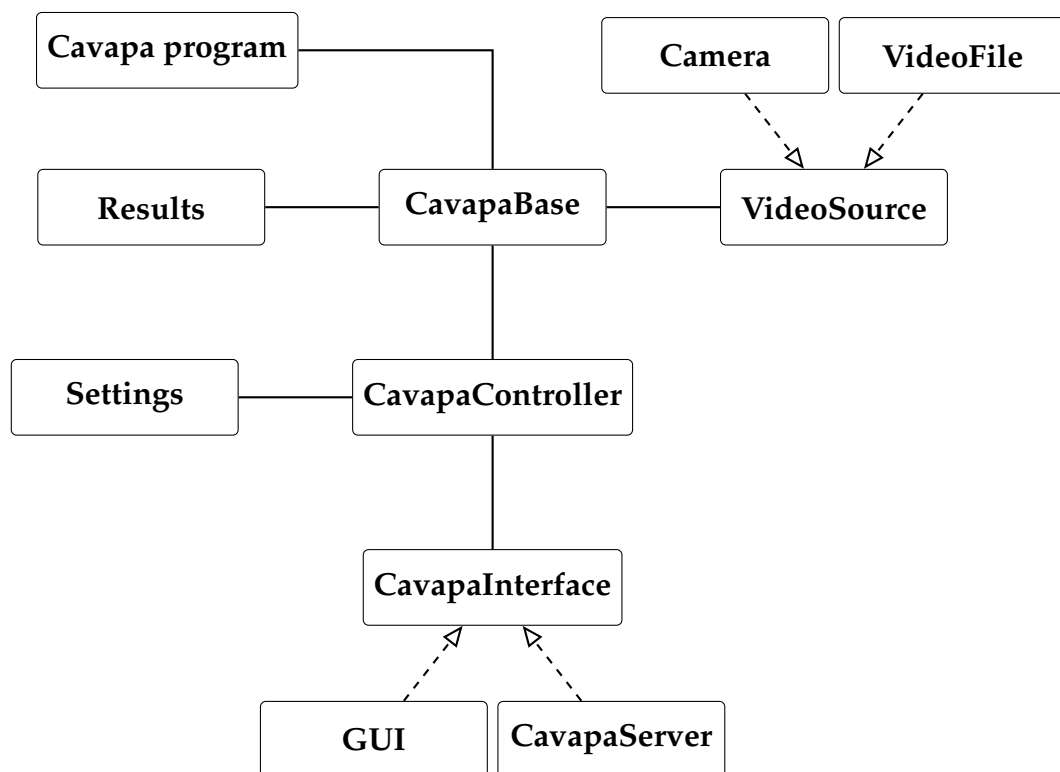 Cavapa program
Camera
VideoFile
Results
CavapaBase
VideoSource
Settings
CavapaController
CavapaInterface
GUI
CavapaServer